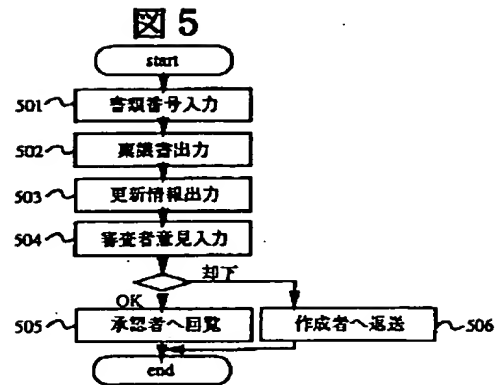 図5
start
501 書類番号入力
502 稟議書出力
503 更新情報出力
504 審査者意見入力
却下
OK
505 承認者へ回覧
作成者へ返送 506
end